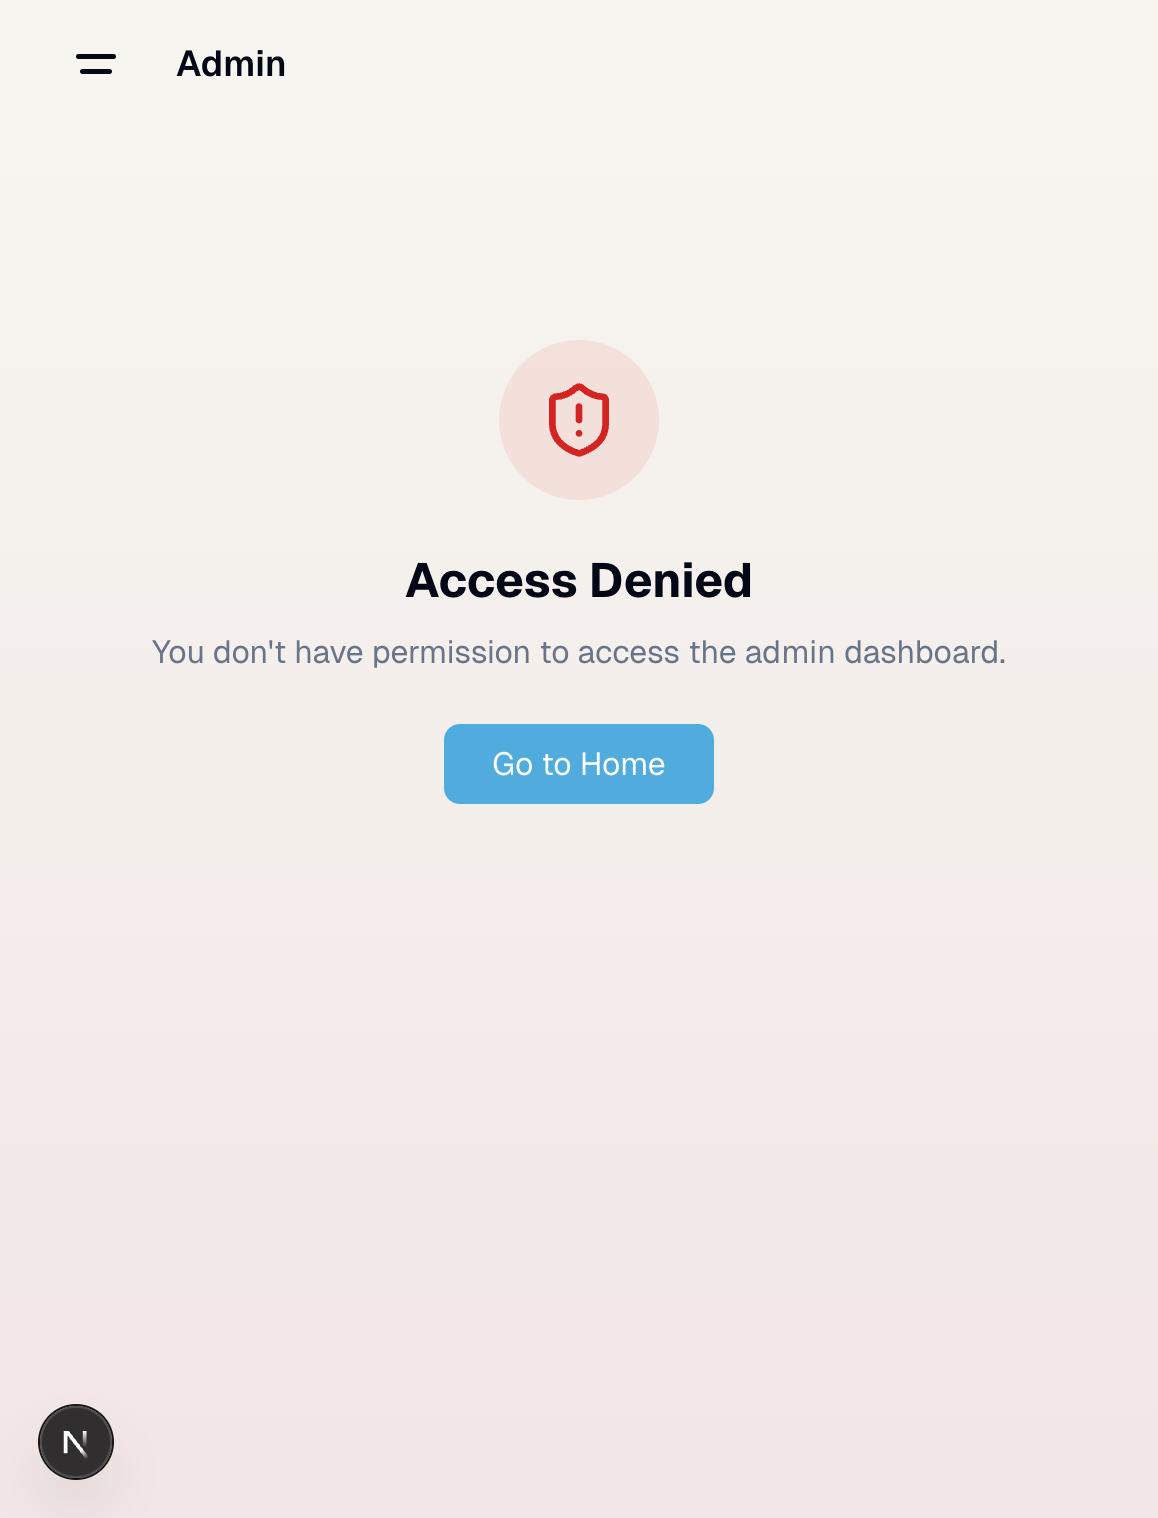 Admin
Access Denied
You don't have permission to access the admin dashboard.
Go to Home
N